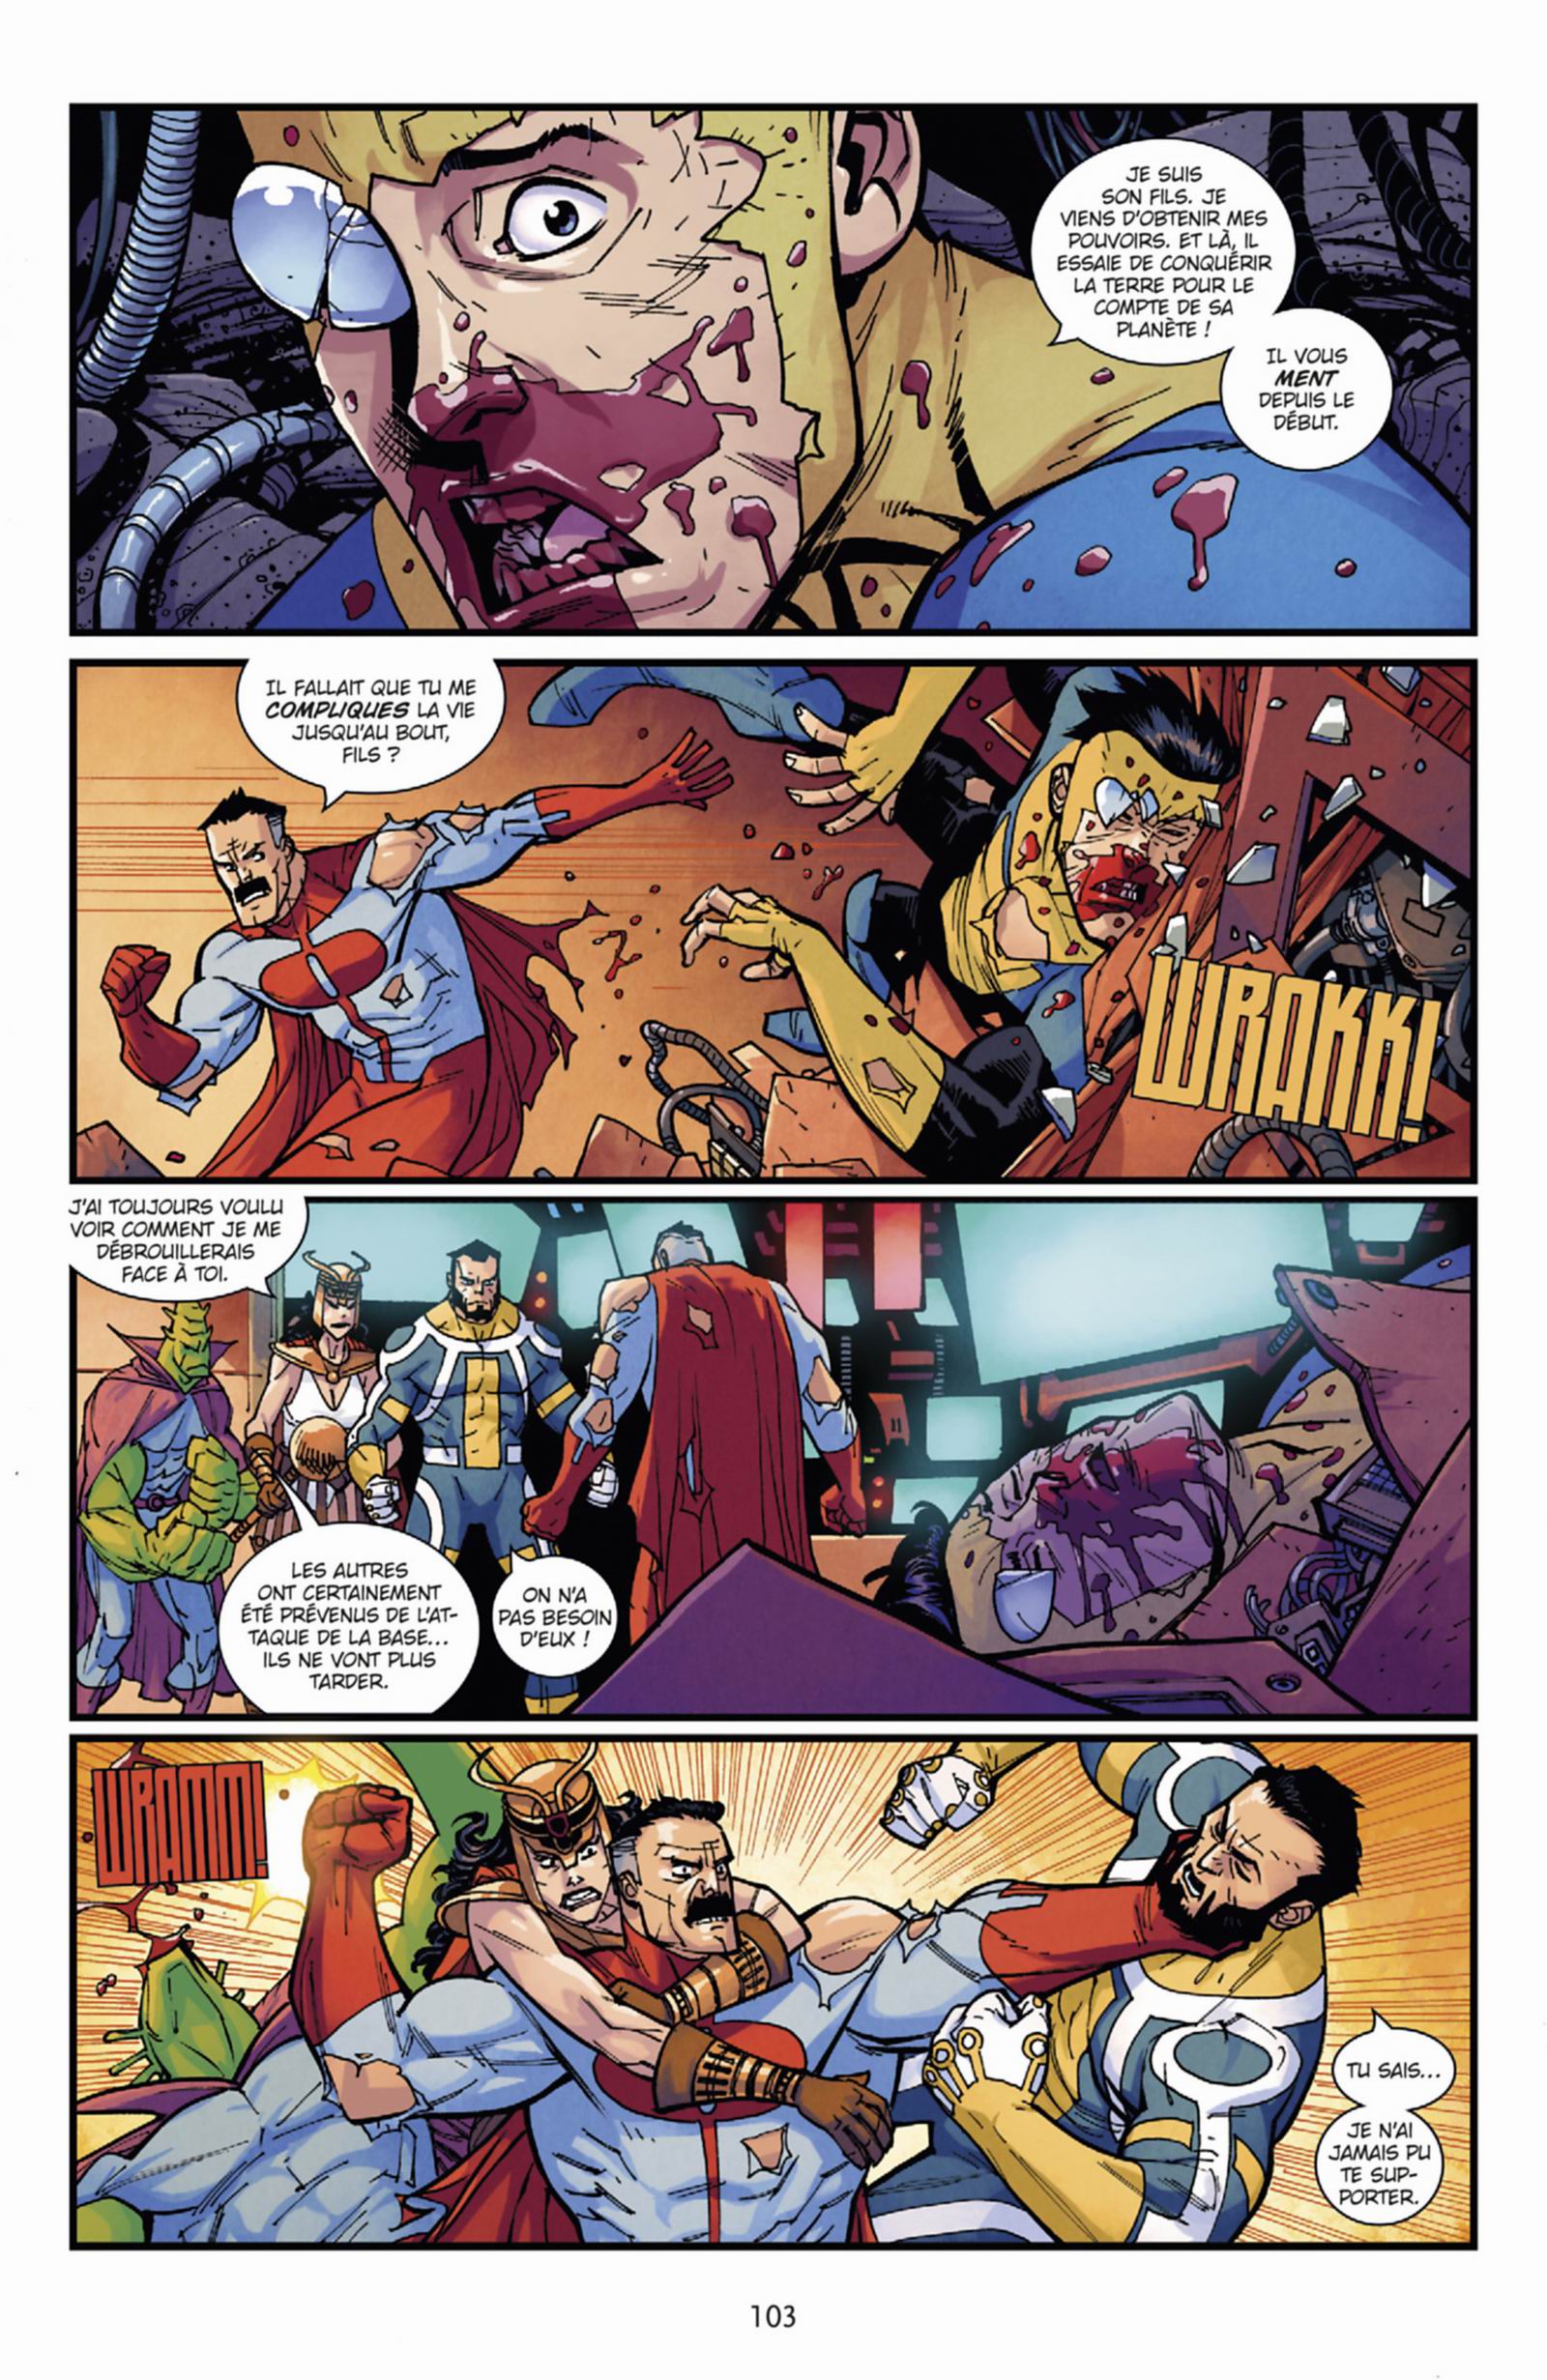 JE SUIS
SON FILS. JE
VIENS D'OBTENIR MES
POUVOIRS. ET LÀ, IL
ESSAIE DE CONQUÉRIR
LA TERRE POUR LE
COMPTE DE SA
PLANÈTE !
IL VOUS
MENT
DEPUIS LE
DÉBUT.
IL FALLAIT QUE TU ME
COMPLIQUES LA VIE
JUSQU'AU BOUT,
FILS ?
WRAKK!
J'AI TOUJOURS VOULU
VOIR COMMENT JE ME
DÉBROUILLERAIS
FACE À TOI.
LES AUTRES
ONT CERTAINEMENT
ÉTÉ PRÉVENUS DE L'AT-
TAQUE DE LA BASE...
ILS NE VONT PLUS
TARDER.
ON N'A
PAS BESOIN
D'EUX !
WRAMM!
TU SAIS...
JE N'AI
JAMAIS PU
TE SUP-
PORTER.
103